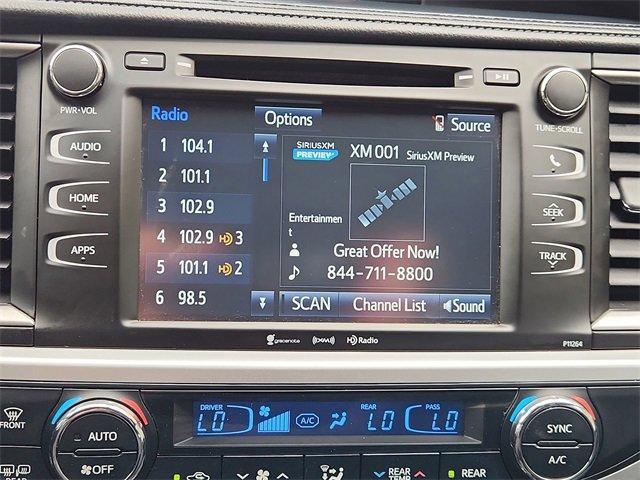 PWR•VOL
TUNE•SCROLL
AUDIO
HOME
APPS
SEEK
TRACK
Radio
Options
Source
1 104.1
2 101.1
3 102.9
4 102.9 HD 3
5 101.1 HD 2
6 98.5
SIRIUSXM
PREVIEW
XM 001 SiriusXM Preview
Entertainmen
t
Great Offer Now!
844-711-8800
SCAN
Channel List
Sound
gracenote
HD Radio
P11264
FRONT
REAR
AUTO
OFF
DRIVER
LO
A/C
REAR
LO
PASS
LO
REAR
TEMP
REAR
SYNC
A/C